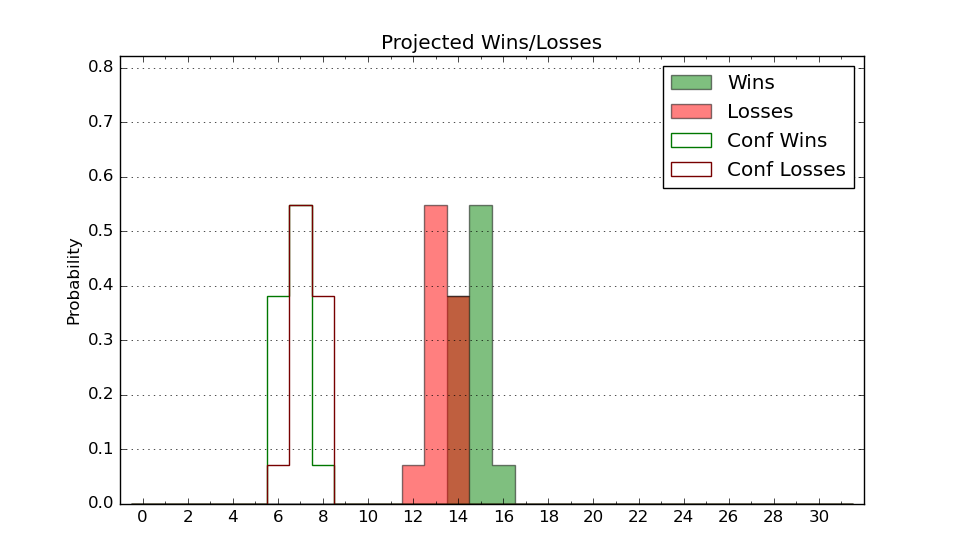 Projected Wins/Losses
0.8
0.7
0.6
0.5
0.4
0.3
0.2
0.1
0.0
Probability
Wins
Losses
Conf Wins
Conf Losses
0 2 4 6 8 10 12 14 16 18 20 22 24 26 28 30